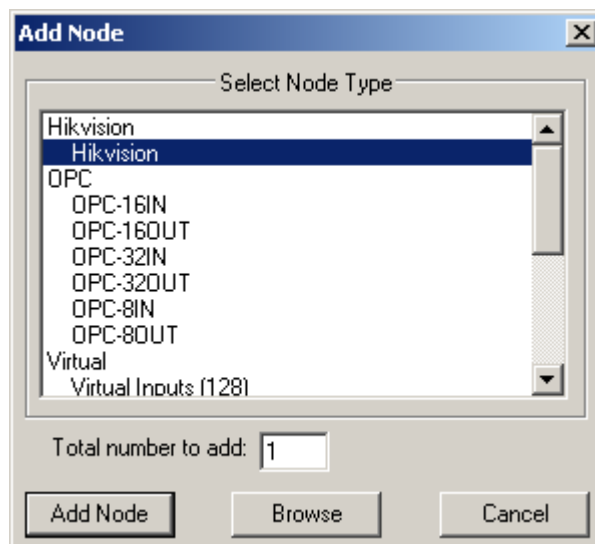 Add Node
Select Node Type
Hikvision
Hikvision
OPC
OPC-16IN
OPC-16OUT
OPC-32IN
OPC-32OUT
OPC-8IN
OPC-8OUT
Virtual
Virtual Inputs (128)
Total number to add: 1
Add Node Browse Cancel